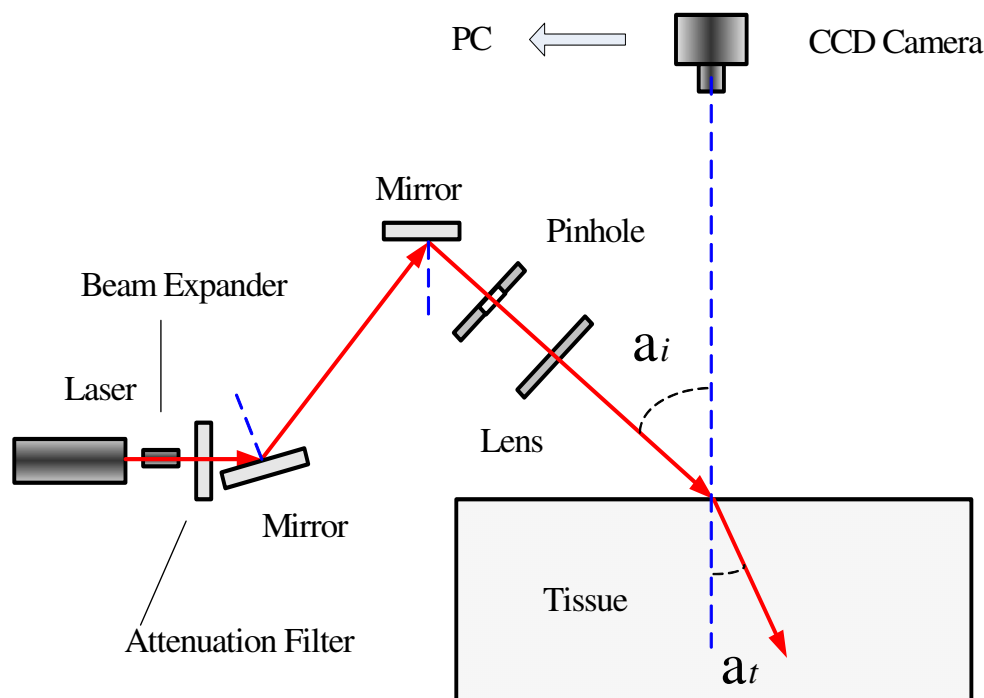 PC
CCD Camera
Mirror
Pinhole
Beam Expander
ai
Laser
Lens
Mirror
Tissue
Attenuation Filter
at